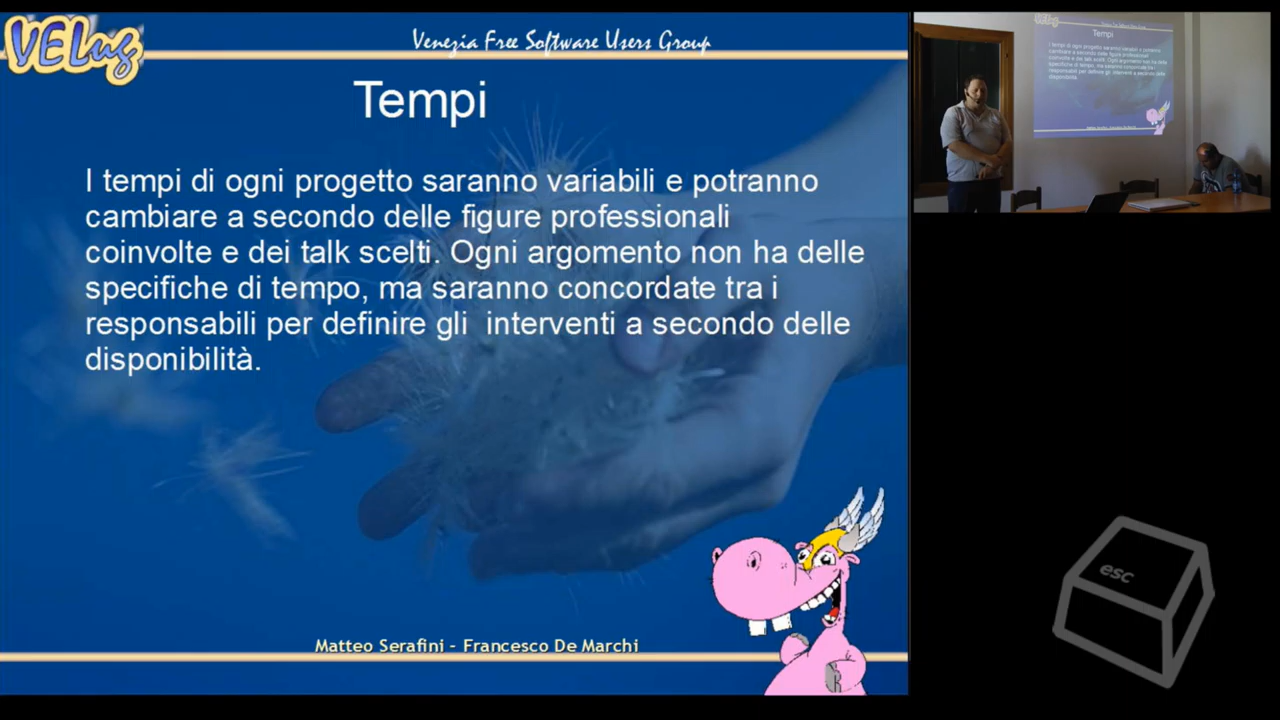 VELug
Venezia Free Software Users Group
Tempi
I tempi di ogni progetto saranno variabili e potranno
cambiare a secondo delle figure professionali
coinvolte e dei talk scelti. Ogni argomento non ha delle
specifiche di tempo, ma saranno concordate tra i
responsabili per definire gli  interventi a secondo delle
disponibilità.
Matteo Serafini - Francesco De Marchi
Tempi
esc